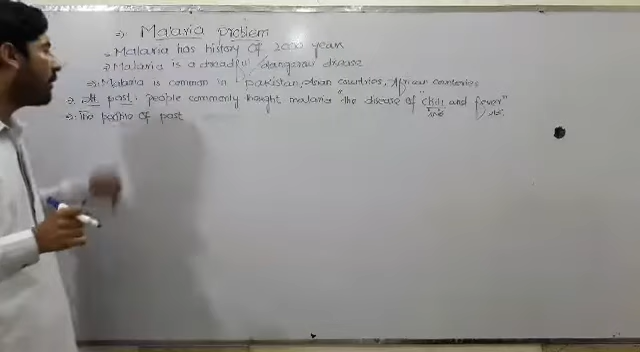 ⇒ Malaria problem
→ Malaria has history of 2000 year
⇒ Malaria is a deadly / dangerous disease
⇒ Malaria is common in Pakistan, Asian countries, African countries
⇒ At past: people commonly thought malaria "the disease of "chill and fever"
⇒ The people of past